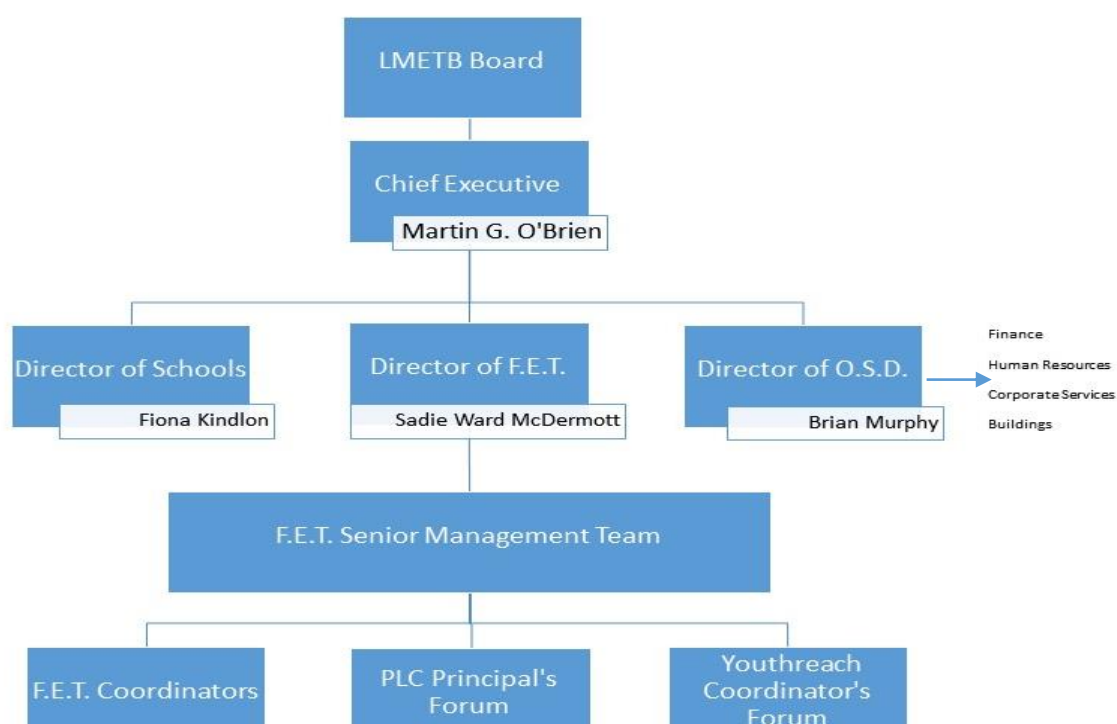 LMETB Board
Chief Executive
Martin G. O'Brien
Director of Schools
Fiona Kindlon
Director of F.E.T.
Sadie Ward McDermott
Director of O.S.D.
Brian Murphy
Finance
Human Resources
Corporate Services
Buildings
F.E.T. Senior Management Team
F.E.T. Coordinators
PLC Principal's
Forum
Youthreach
Coordinator's
Forum